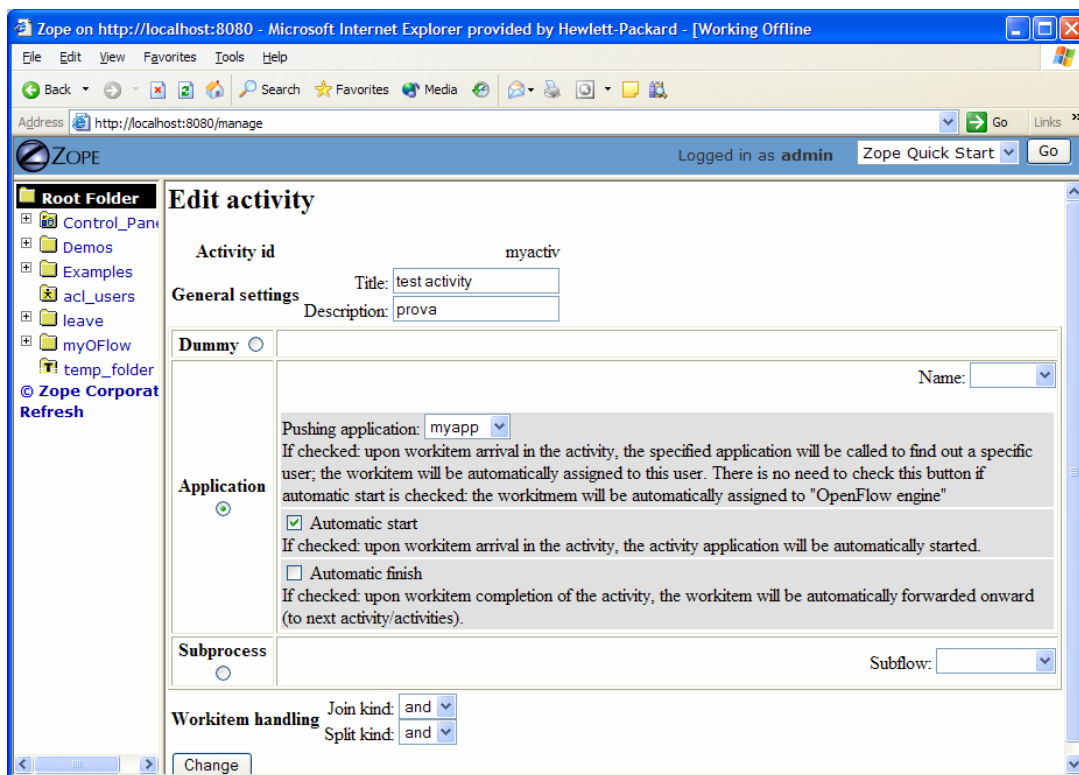 Zope on http://localhost:8080 - Microsoft Internet Explorer provided by Hewlett-Packard - [Working Offline
File Edit View Favorites Tools Help
Back Search Favorites Media
Address http://localhost:8080/manage Go Links »
ZOPE Logged in as admin Zope Quick Start Go
Root Folder
Control_Pane
Demos
Examples
acl_users
leave
myOFlow
temp_folder
© Zope Corporat
Refresh
Edit activity
Activity id myactiv
General settings
Title: test activity
Description: prova
Dummy
Application
Name:
Pushing application: myapp
If checked: upon workitem arrival in the activity, the specified application will be called to find out a specific
user; the workitem will be automatically assigned to this user. There is no need to check this button if
automatic start is checked: the workitmem will be automatically assigned to "OpenFlow engine"
Automatic start
If checked: upon workitem arrival in the activity, the activity application will be automatically started.
Automatic finish
If checked: upon workitem completion of the activity, the workitem will be automatically forwarded onward
(to next activity/activities).
Subprocess
Subflow:
Workitem handling
Join kind: and
Split kind: and
Change